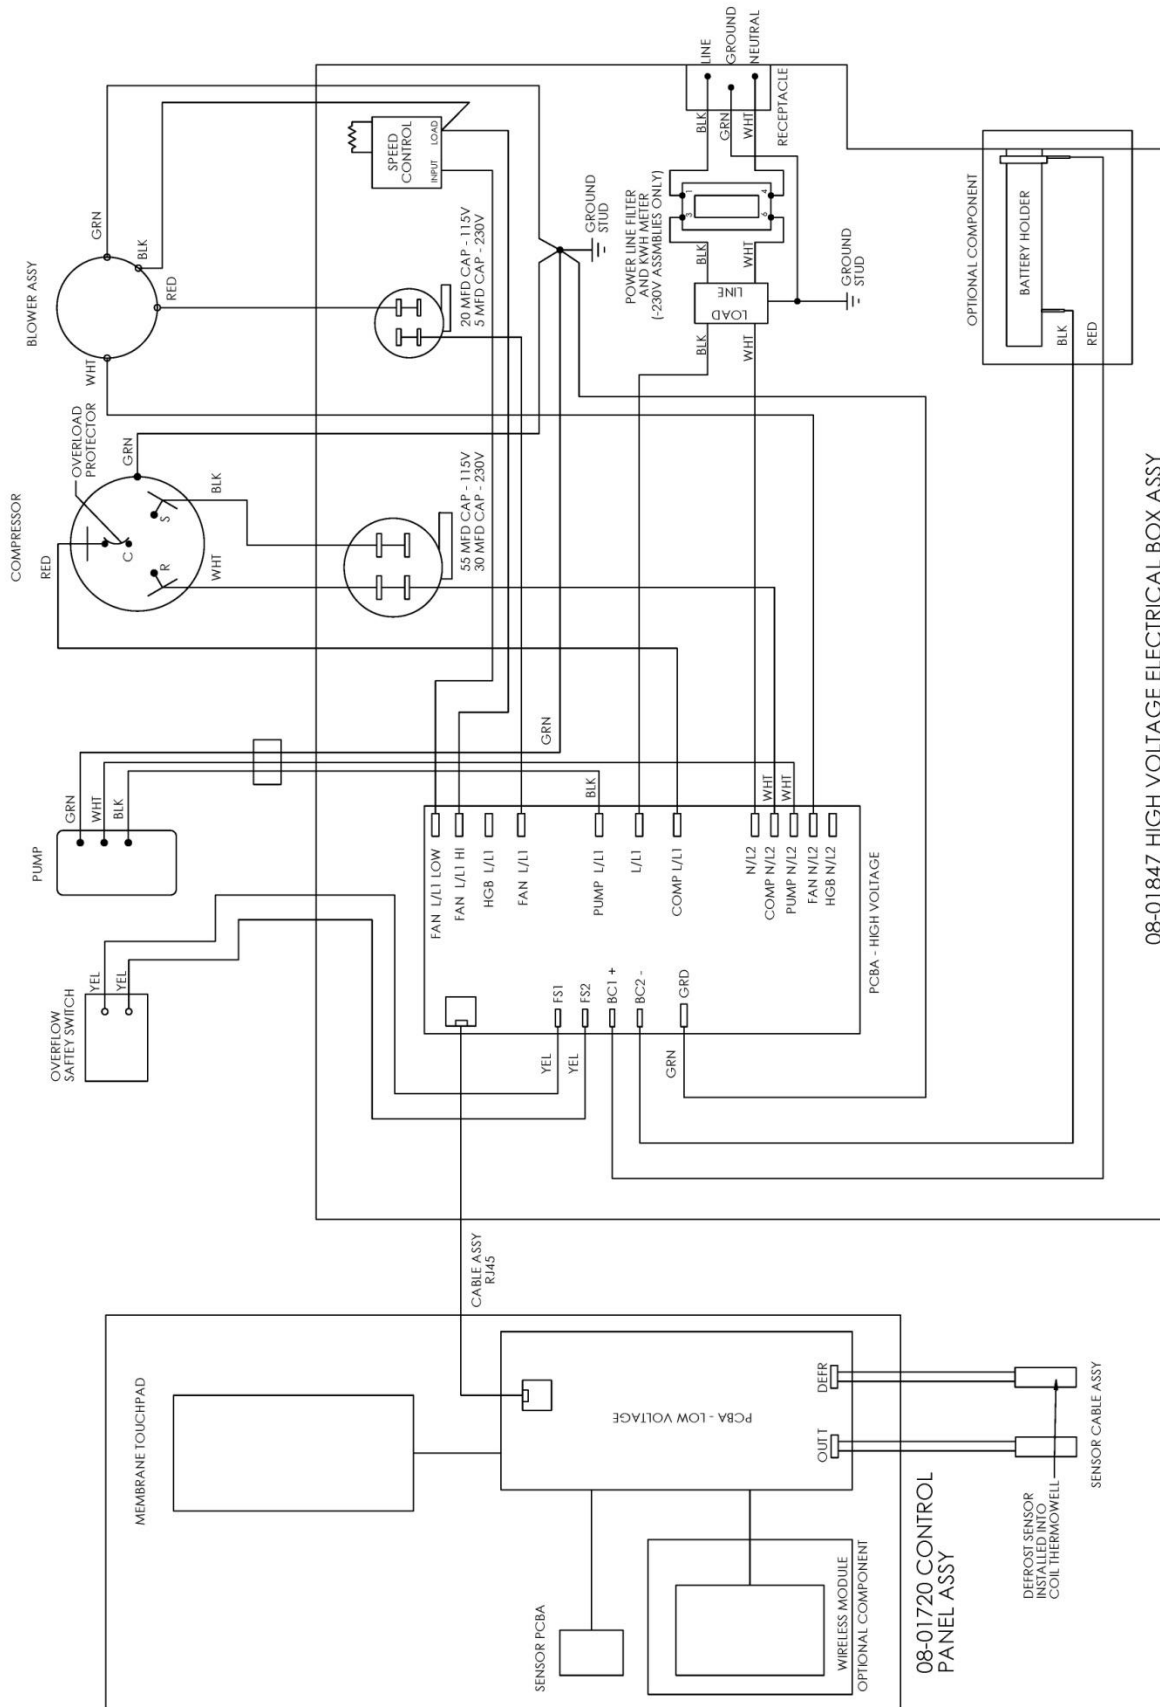 MEMBRANE TOUCHPAD
SENSOR PCBA
WIRELESS MODULE
OPTIONAL COMPONENT
PCBA - LOW VOLTAGE
OUT T
DEFR
08-01720 CONTROL
PANEL ASSY
DEFROST SENSOR
INSTALLED INTO
COIL THERMOWELL
SENSOR CABLE ASSY
CABLE ASSY
RJ45
OVERFLOW
SAFTEY SWITCH
YEL
YEL
PUMP
GRN
WHT
BLK
COMPRESSOR
RED
OVERLOAD
PROTECTOR
GRN
C
S
R
BLK
WHT
55 MFD CAP - 115V
30 MFD CAP - 230V
BLOWER ASSY
WHT
GRN
BLK
RED
20 MFD CAP - 115V
5 MFD CAP - 230V
SPEED
CONTROL
INPUT
LOAD
GROUND
STUD
GRN
FAN L/L1 LOW
FAN L/L1 HI
HGB L/L1
FAN L/L1
PUMP L/L1
BLK
L/L1
COMP L/L1
N/L2
COMP N/L2
WHT
PUMP N/L2
WHT
FAN N/L2
HGB N/L2
YEL
FS1
YEL
FS2
BC1 +
BC2 -
GRN
GRD
PCBA - HIGH VOLTAGE
POWER LINE FILTER
AND KWH METER
(-230V ASSMBLIES ONLY)
BLK
WHT
LOAD
LINE
BLK
WHT
3
1
6
4
GROUND
STUD
BLK
GRN
WHT
LINE
GROUND
NEUTRAL
RECEPTACLE
OPTIONAL COMPONENT
BATTERY HOLDER
BLK
RED
08-01847 HIGH VOLTAGE ELECTRICAL BOX ASSY